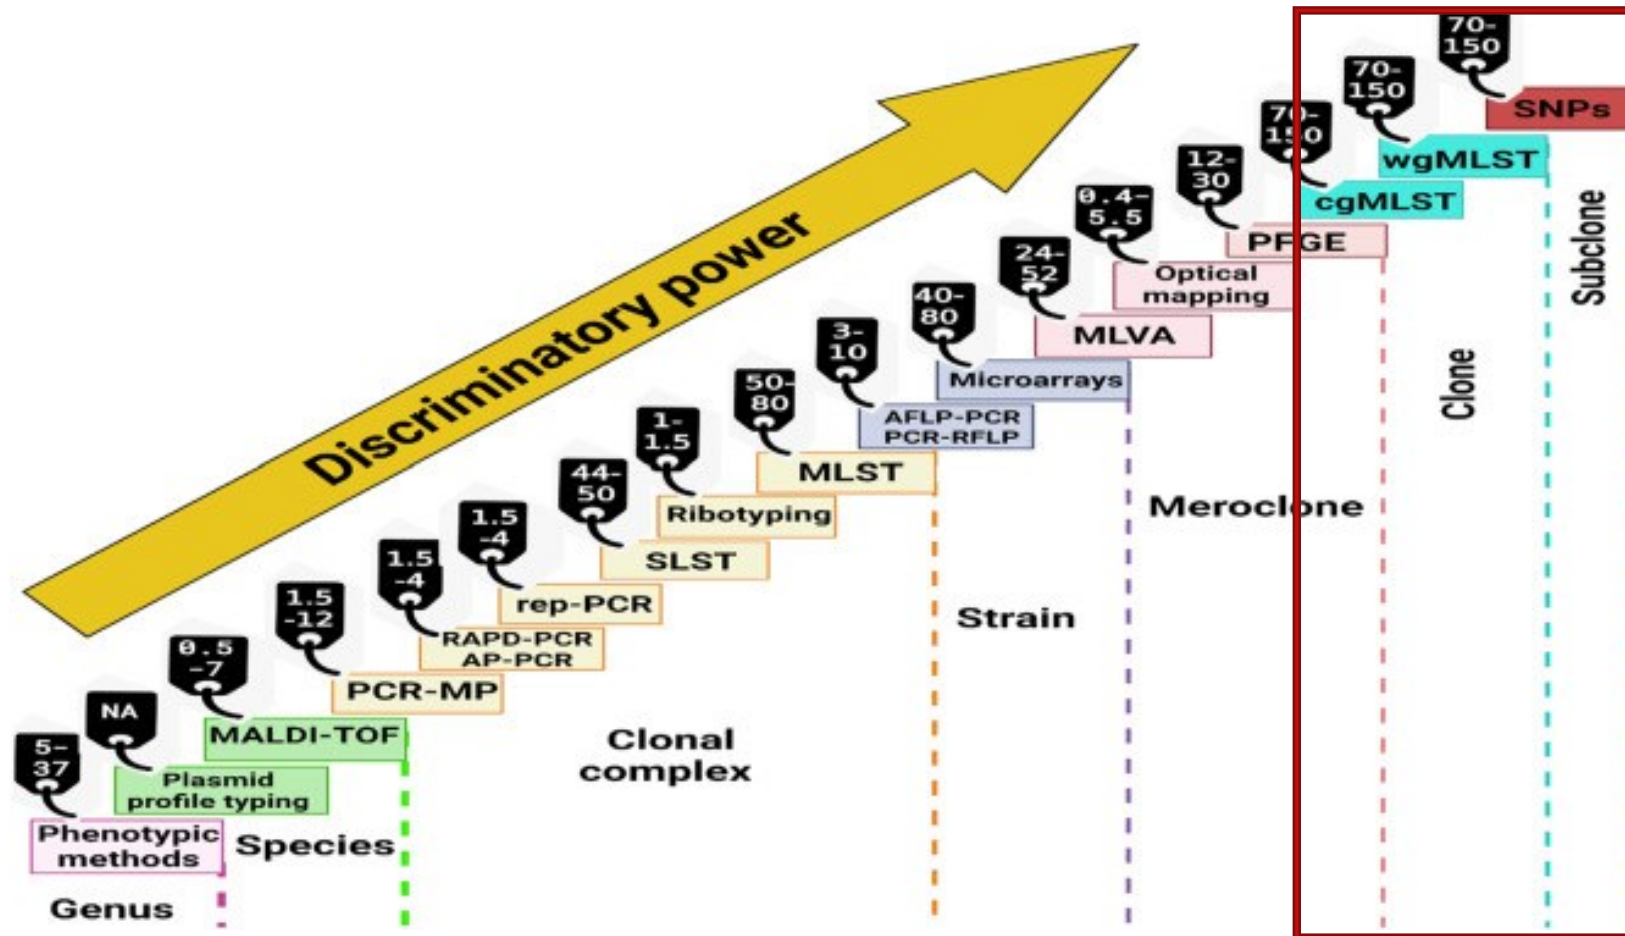 70-
150
SNPs
70-
150
wgMLST
70-
150
cgMLST
12-
30
PFGE
0.4-
5.5
Optical
mapping
24-
52
MLVA
40-
80
Microarrays
3-
10
AFLP-PCR
PCR-RFLP
50-
80
MLST
1-
1.5
Ribotyping
44-
50
SLST
1.5
-4
rep-PCR
1.5
-4
RAPD-PCR
AP-PCR
1.5
-12
PCR-MP
0.5
-7
MALDI-TOF
NA
Plasmid
profile typing
5-
37
Phenotypic
methods
Discriminatory power
Genus
Species
Clonal
complex
Strain
Meroclone
Clone
Subclone